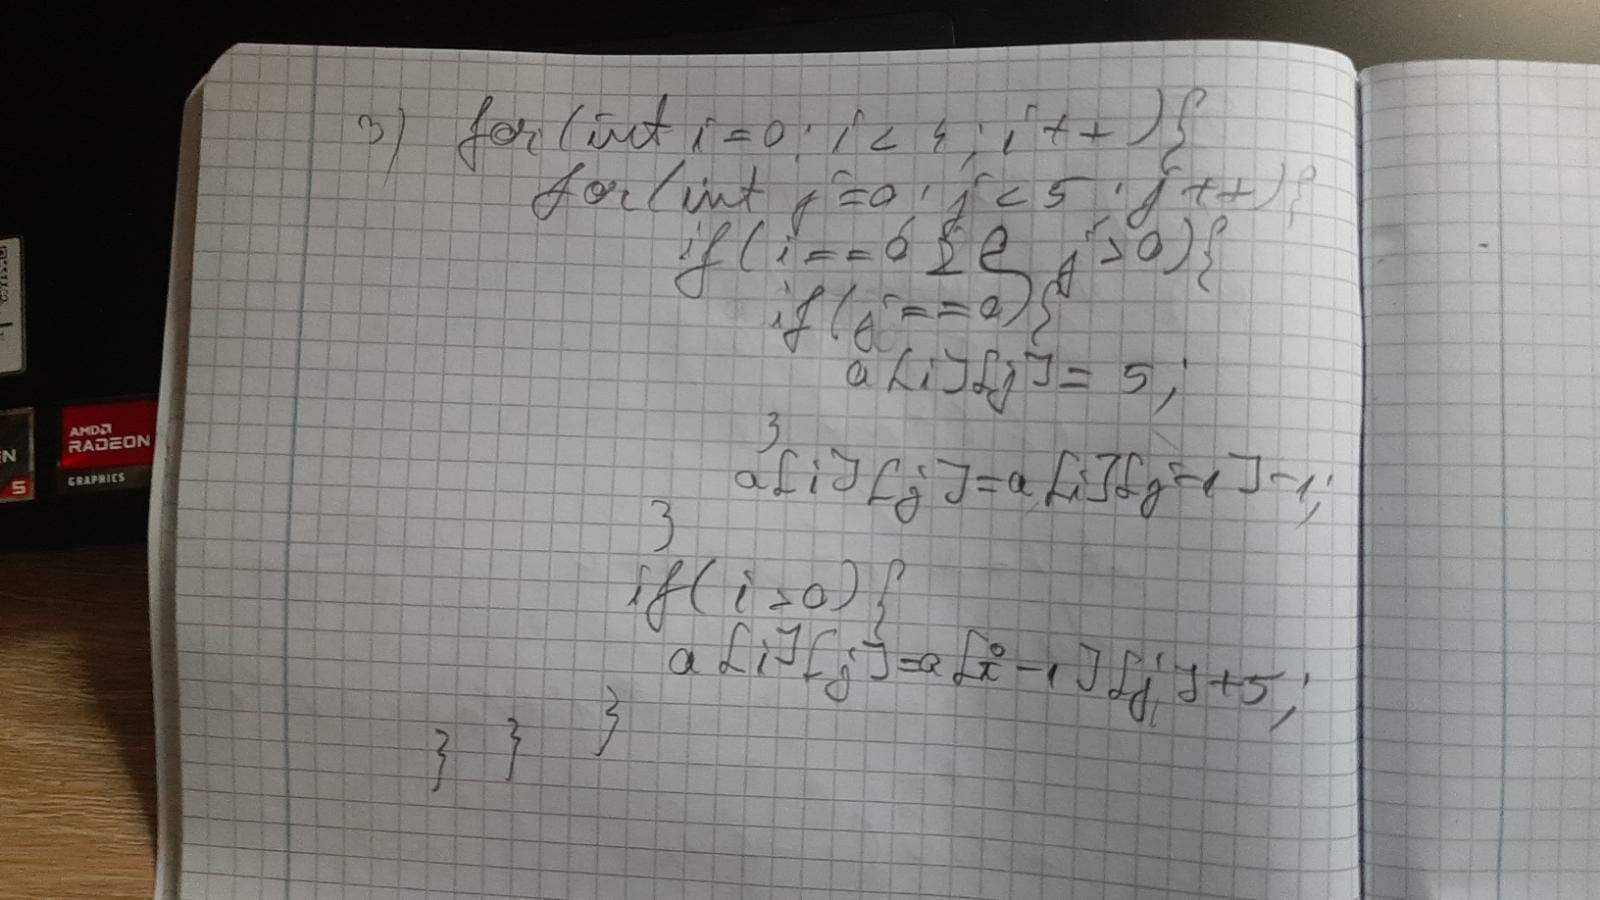 3) for(int i=0; i<4; i++){
for(int j=0; j<5; j++){
if(i==0 && j>0){
if(j==0){
a[i][j]= 5;
}
a[i][j]=a[i][j-1]-1;
}
if(i>0){
a[i][j]=a[i-1][j]+5;
} } }
AMD
RADEON
GRAPHICS
5